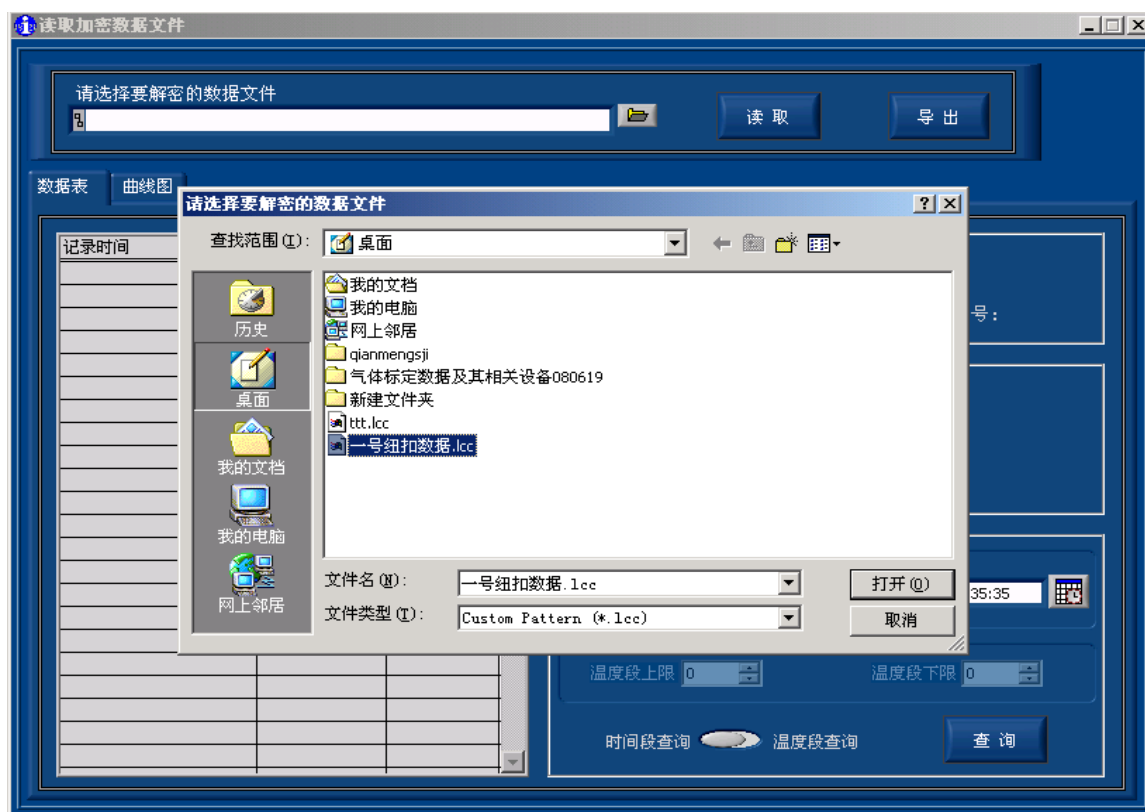 读取加密数据文件
请选择要解密的数据文件
读 取
导 出
数据表
曲线图
记录时间
号：
请选择要解密的数据文件
查找范围(I):
桌面
历史
桌面
我的文档
我的电脑
网上邻居
我的文档
我的电脑
网上邻居
qianmengsji
气体标定数据及其相关设备080619
新建文件夹
ttt.lcc
一号纽扣数据.lcc
文件名(N):
一号纽扣数据.lcc
打开(O)
文件类型(T):
Custom Pattern (*.lcc)
取消
35:35
温度段上限 0
温度段下限 0
时间段查询
温度段查询
查 询